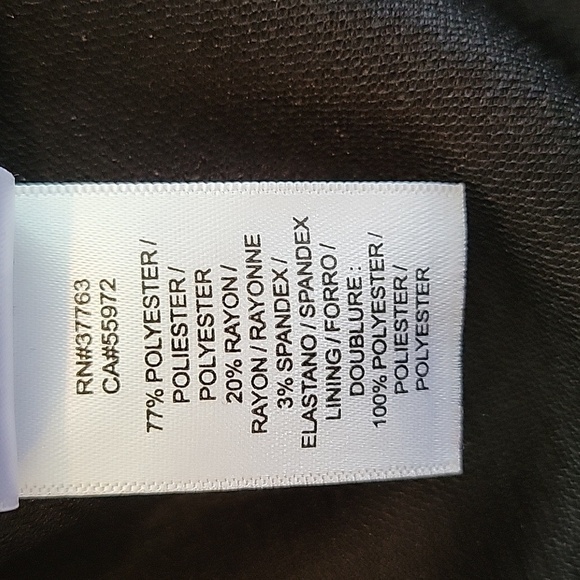 RN#37763
CA#55972
77% POLYESTER /
POLIESTER /
POLYESTER
20% RAYON /
RAYON / RAYONNE
3% SPANDEX /
ELASTANO / SPANDEX
LINING / FORRO /
DOUBLURE :
100% POLYESTER /
POLIESTER /
POLYESTER